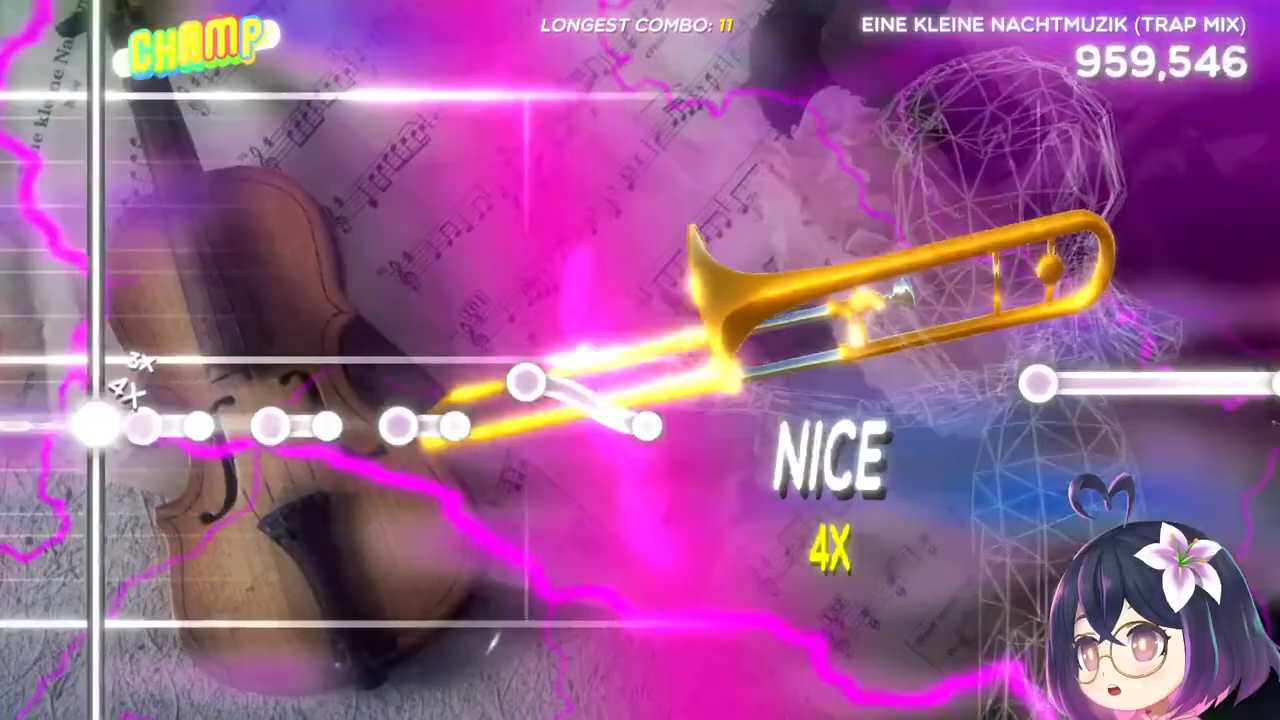 CHAMP
LONGEST COMBO: 11
EINE KLEINE NACHTMUZIK (TRAP MIX)
959,546
3X
4X
NICE
4X